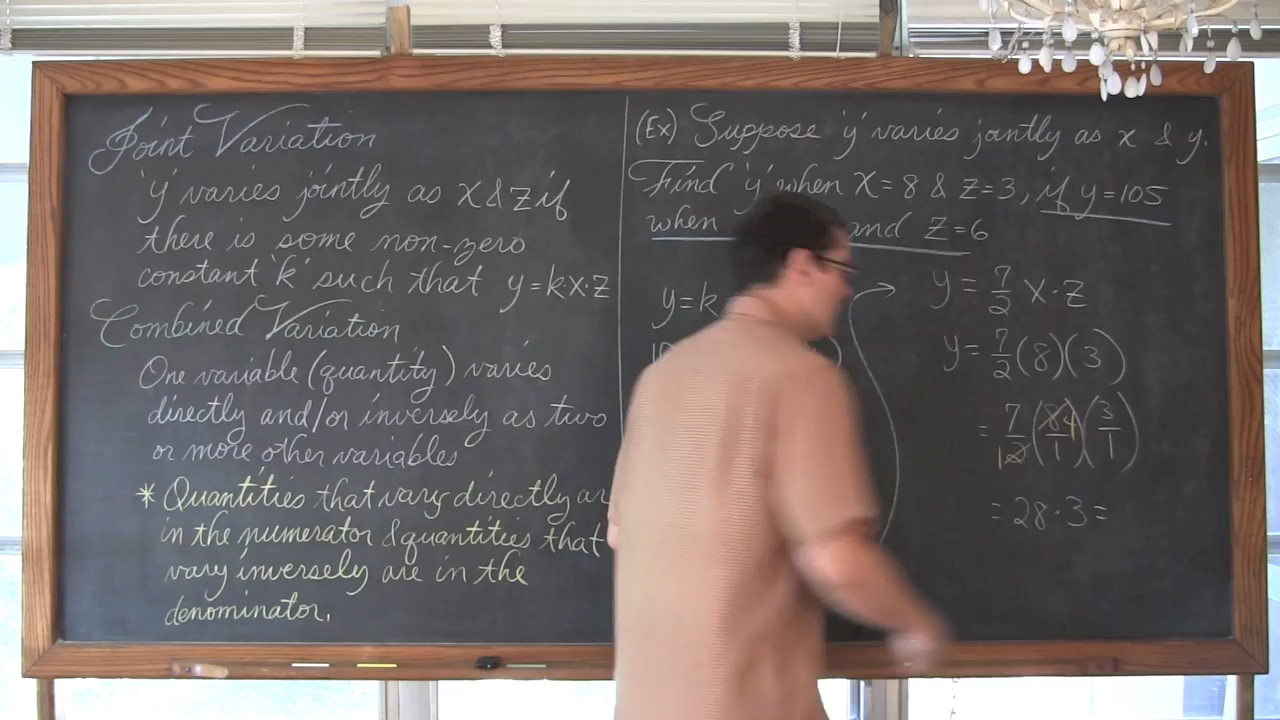 Joint Variation
'y' varies jointly as x & z if
there is some non-zero
constant 'k' such that y=k·x·z
Combined Variation
One variable (quantity) varies
directly and/or inversely as two
or more other variables
* Quantities that vary directly ar
in the numerator & quantities that
vary inversely are in the
denominator.
(Ex) Suppose 'y' varies jointly as x & y.
Find 'y' when x=8 & z=3, if y=105
when and z=6
y=k
y = 7/2 x·z
y = 7/2 (8)(3)
= 7/12 (84/1)(3/1)
= 28·3=